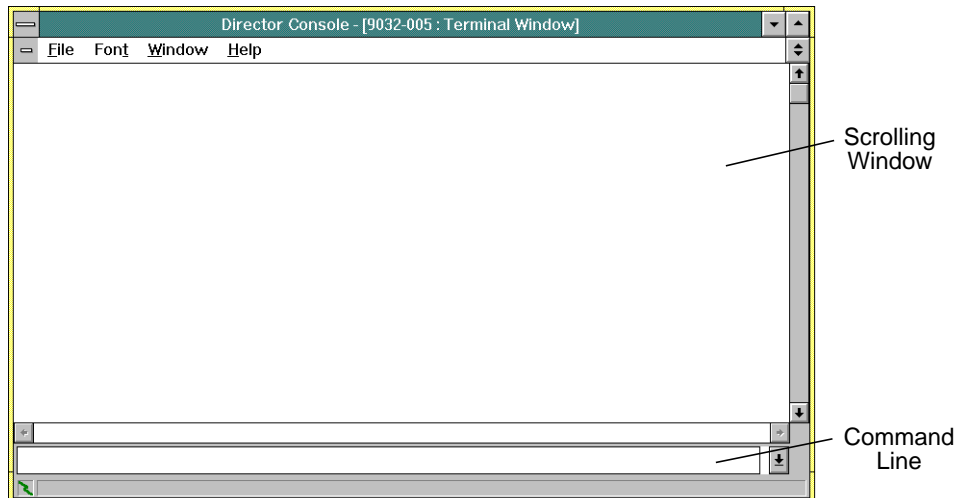 Director Console - [9032-005 : Terminal Window]
File Font Window Help
Scrolling
Window
Command
Line